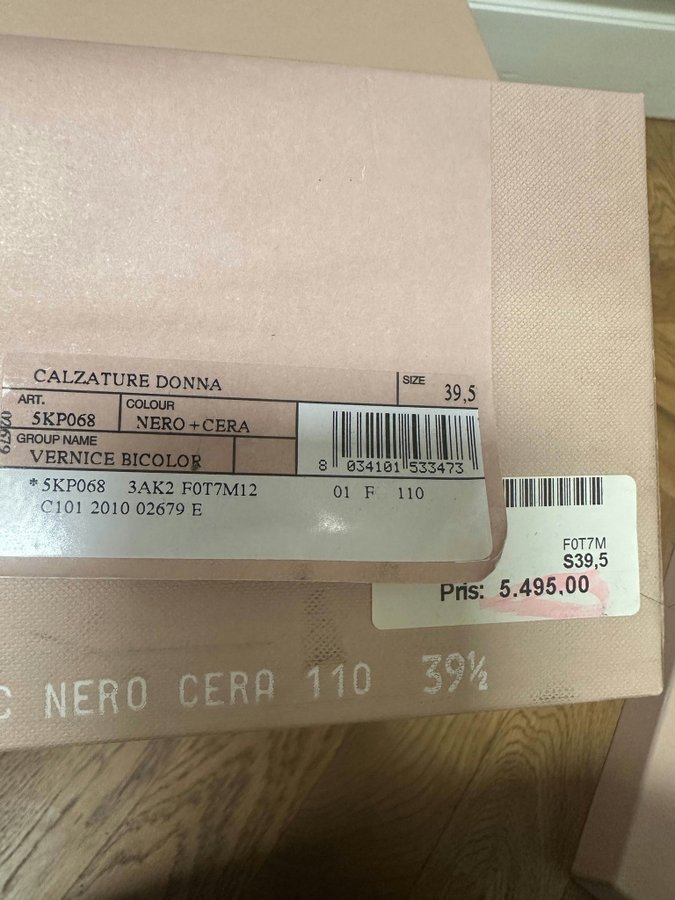 CALZATURE DONNA
SIZE 39,5
ART. 5KP068
COLOUR NERO+CERA
02679
GROUP NAME
VERNICE BICOLOR
8 034101 533473
*5KP068 3AK2 F0T7M12 01 F 110
C101 2010 02679 E
F0T7M
S39,5
Pris: 5.495,00
C NERO CERA 110 39½